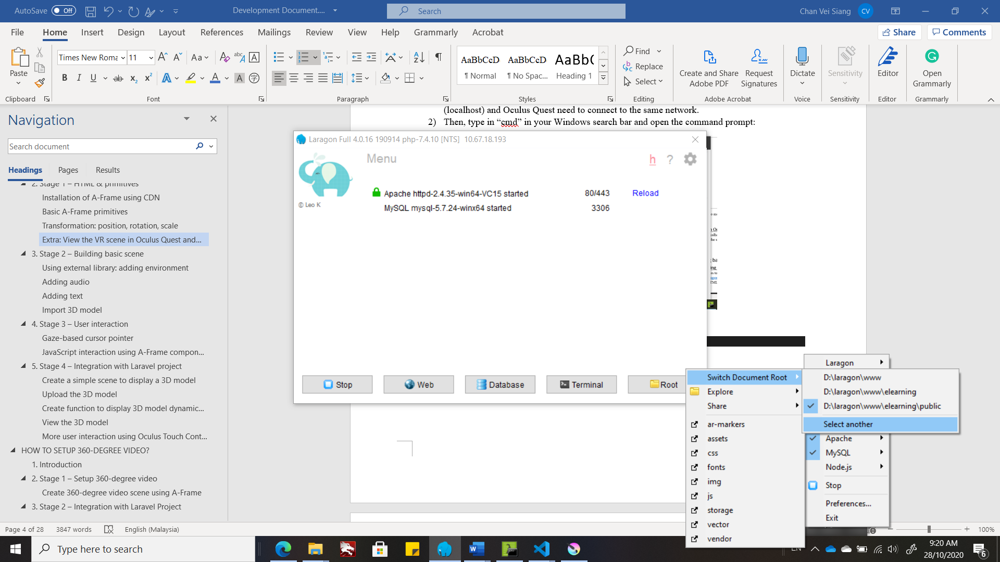 AutoSave Off
Development Document....
Search
Chan Vei Siang CV
File Home Insert Design Layout References Mailings Review View Help Grammarly Acrobat Share Comments
Paste
Clipboard
Times New Roma 11
Font
Paragraph
AaBbCcD AaBbCcD AaBbC
¶ Normal ¶ No Spac... Heading 1
Styles
Find
Replace
Select
Editing
Create and Share Adobe PDF
Request Signatures
Adobe Acrobat
Dictate
Voice
Sensitivity
Sensitivity
Editor
Editor
Open Grammarly
Grammarly
Navigation
Search document
Headings Pages Results
2. Stage 1 – HTML & primitives
Installation of A-Frame using CDN
Basic A-Frame primitives
Transformation: position, rotation, scale
Extra: View the VR scene in Oculus Quest and...
3. Stage 2 – Building basic scene
Using external library: adding environment
Adding audio
Adding text
Import 3D model
4. Stage 3 – User interaction
Gaze-based cursor pointer
JavaScript interaction using A-Frame compon...
5. Stage 4 – Integration with Laravel project
Create a simple scene to display a 3D model
Upload the 3D model
Create function to display 3D model dynamic...
View the 3D model
More user interaction using Oculus Touch Cont...
HOW TO SETUP 360-DEGREE VIDEO?
1. Introduction
2. Stage 1 – Setup 360-degree video
Create 360-degree video scene using A-Frame
3. Stage 2 – Integration with Laravel Project
(localhost) and Oculus Quest need to connect to the same network.
2) Then, type in “cmd” in your Windows search bar and open the command prompt:
Laragon Full 4.0.16 190914 php-7.4.10 [NTS] 10.67.18.193
Menu
h ?
© Leo K
Apache httpd-2.4.35-win64-VC15 started 80/443 Reload
MySQL mysql-5.7.24-winx64 started 3306
Stop Web Database Terminal Root
Switch Document Root
Explore
Share
ar-markers
assets
css
fonts
img
js
storage
vector
vendor
Laragon
D:\laragon\www
D:\laragon\www\elearning
D:\laragon\www\elearning\public
Select another
Apache
MySQL
Node.js
Stop
Preferences...
Exit
Page 4 of 28 3847 words English (Malaysia)
100%
Type here to search
9:20 AM
28/10/2020
6